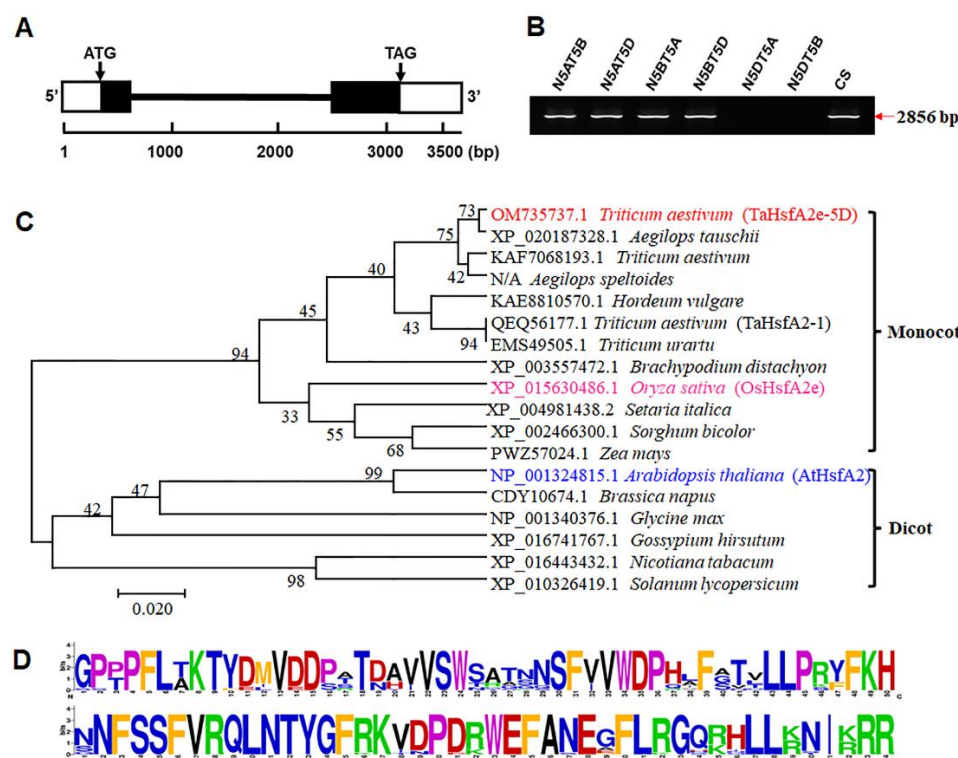 A
ATG
TAG
5’
3’
1
1000
2000
3000
3500 (bp)
B
N5AT5B
N5AT5D
N5BT5A
N5BT5D
N5DT5A
N5DT5B
CS
2856 bp
C
73
OM735737.1 Triticum aestivum (TaHsfA2e-5D)
75
XP_020187328.1 Aegilops tauschii
KAF7068193.1 Triticum aestivum
40
42
N/A Aegilops speltoides
KAE8810570.1 Hordeum vulgare
45
43
QEQ56177.1 Triticum aestivum (TaHsfA2-1)
94
EMS49505.1 Triticum urartu
Monocot
94
XP_003557472.1 Brachypodium distachyon
XP_015630486.1 Oryza sativa (OsHsfA2e)
33
XP_004981438.2 Setaria italica
55
XP_002466300.1 Sorghum bicolor
68
PWZ57024.1 Zea mays
99
NP_001324815.1 Arabidopsis thaliana (AtHsfA2)
47
CDY10674.1 Brassica napus
42
NP_001340376.1 Glycine max
Dicot
XP_016741767.1 Gossypium hirsutum
XP_016443432.1 Nicotiana tabacum
98
XP_010326419.1 Solanum lycopersicum
0.020
D
bits
GPTPFLTKTYDMVDDPATDAVVSWSATNNSFVVWDPHLFATVLLPRYFKH
bits
NNFSSFVRQLNTYGFRKVDPDRWEFANEGFLRGQRHLLKNIKRR